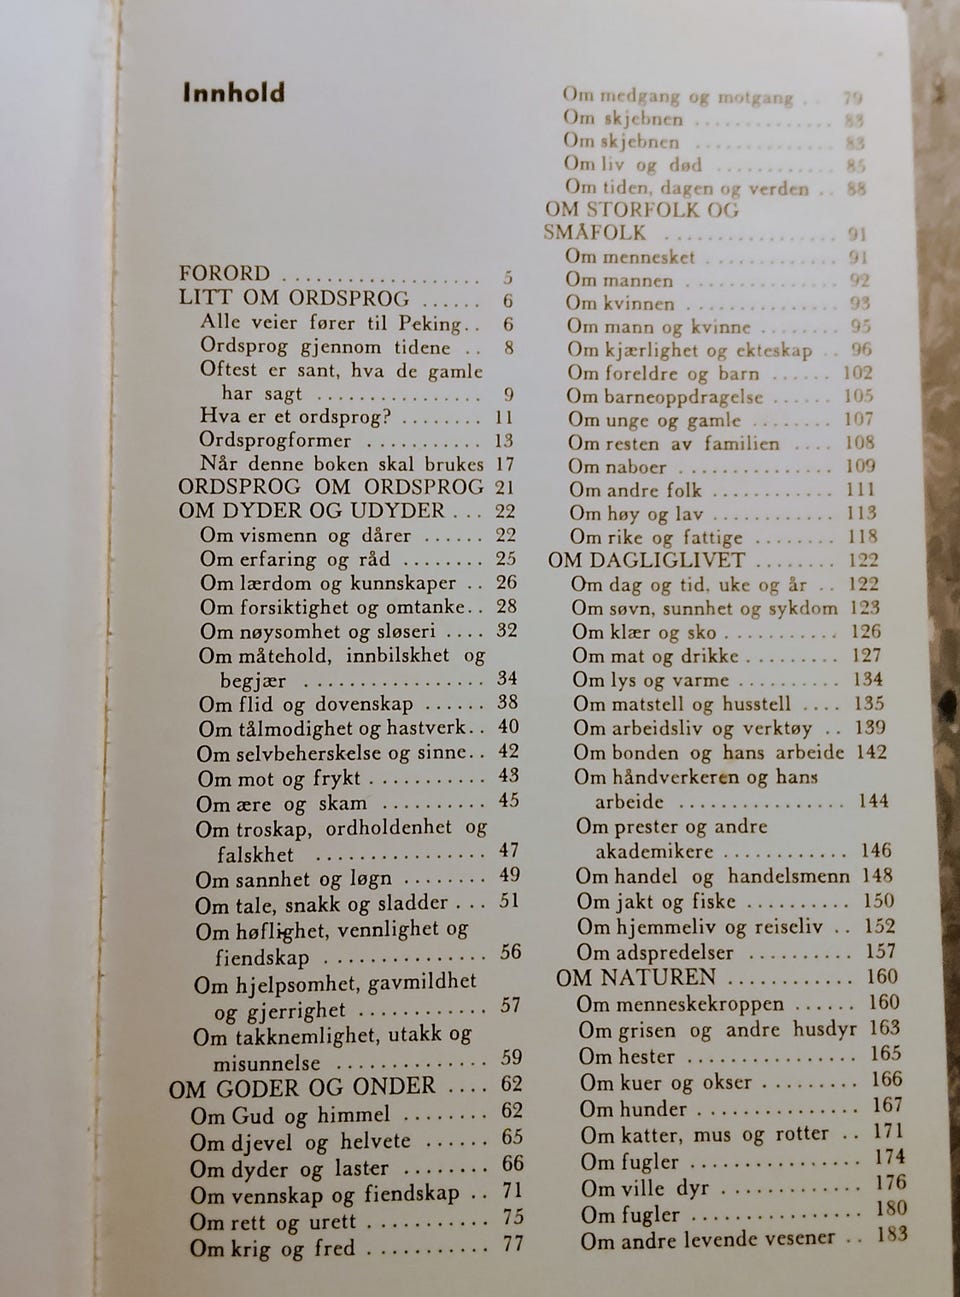 Innhold
FORORD .................. 5
LITT OM ORDSPROG ...... 6
Alle veier fører til Peking.. 6
Ordsprog gjennom tidene .. 8
Oftest er sant, hva de gamle
har sagt ................ 9
Hva er et ordsprog? ........ 11
Ordsprogformer ........... 13
Når denne boken skal brukes 17
ORDSPROG OM ORDSPROG 21
OM DYDER OG UDYDER ... 22
Om vismenn og dårer ...... 22
Om erfaring og råd ........ 25
Om lærdom og kunnskaper .. 26
Om forsiktighet og omtanke.. 28
Om nøysomhet og sløseri .... 32
Om måtehold, innbilskhet og
begjær ................. 34
Om flid og dovenskap ...... 38
Om tålmodighet og hastverk.. 40
Om selvbeherskelse og sinne.. 42
Om mot og frykt ........... 43
Om ære og skam .......... 45
Om troskap, ordholdenhet og
falskhet ................ 47
Om sannhet og løgn ........ 49
Om tale, snakk og sladder ... 51
Om høflighet, vennlighet og
fiendskap ............... 56
Om hjelpsomhet, gavmildhet
og gjerrighet ............ 57
Om takknemlighet, utakk og
misunnelse .............. 59
OM GODER OG ONDER .... 62
Om Gud og himmel ........ 62
Om djevel og helvete ...... 65
Om dyder og laster ........ 66
Om vennskap og fiendskap .. 71
Om rett og urett ........... 75
Om krig og fred ........... 77
Om medgang og motgang .. 79
Om skjebnen ............. 83
Om skjebnen ............. 83
Om liv og død ........... 85
Om tiden, dagen og verden .. 88
OM STORFOLK OG
SMÅFOLK ................ 91
Om mennesket ............ 91
Om mannen .............. 92
Om kvinnen .............. 93
Om mann og kvinne ........ 95
Om kjærlighet og ekteskap .. 96
Om foreldre og barn ...... 102
Om barneoppdragelse ...... 105
Om unge og gamle ........ 107
Om resten av familien .... 108
Om naboer ............... 109
Om andre folk ............ 111
Om høy og lav ............ 113
Om rike og fattige ........ 118
OM DAGLIGLIVET ........ 122
Om dag og tid, uke og år .. 122
Om søvn, sunnhet og sykdom 123
Om klær og sko ........... 126
Om mat og drikke ......... 127
Om lys og varme .......... 134
Om matstell og husstell .... 135
Om arbeidsliv og verktøy .. 139
Om bonden og hans arbeide 142
Om håndverkeren og hans
arbeide ................ 144
Om prester og andre
akademikere ............ 146
Om handel og handelsmenn 148
Om jakt og fiske .......... 150
Om hjemmeliv og reiseliv .. 152
Om adspredelser .......... 157
OM NATUREN ............ 160
Om menneskekroppen ...... 160
Om grisen og andre husdyr 163
Om hester ................ 165
Om kuer og okser ......... 166
Om hunder ............... 167
Om katter, mus og rotter .. 171
Om fugler ................ 174
Om ville dyr ............. 176
Om fugler ................ 180
Om andre levende vesener .. 183